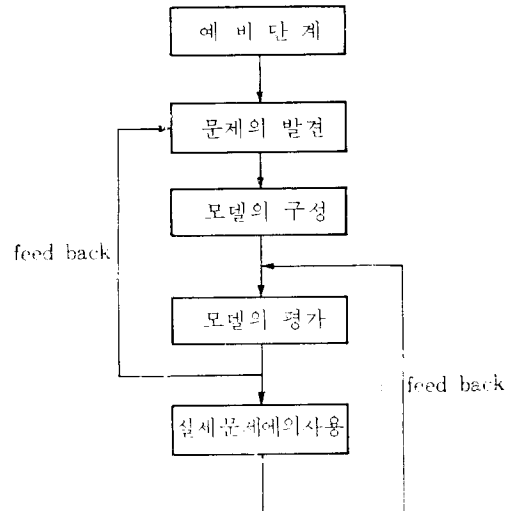 예 비 단 계
문제의 발견
모델의 구성
feed back
모델의 평가
feed back
실제문제에의사용